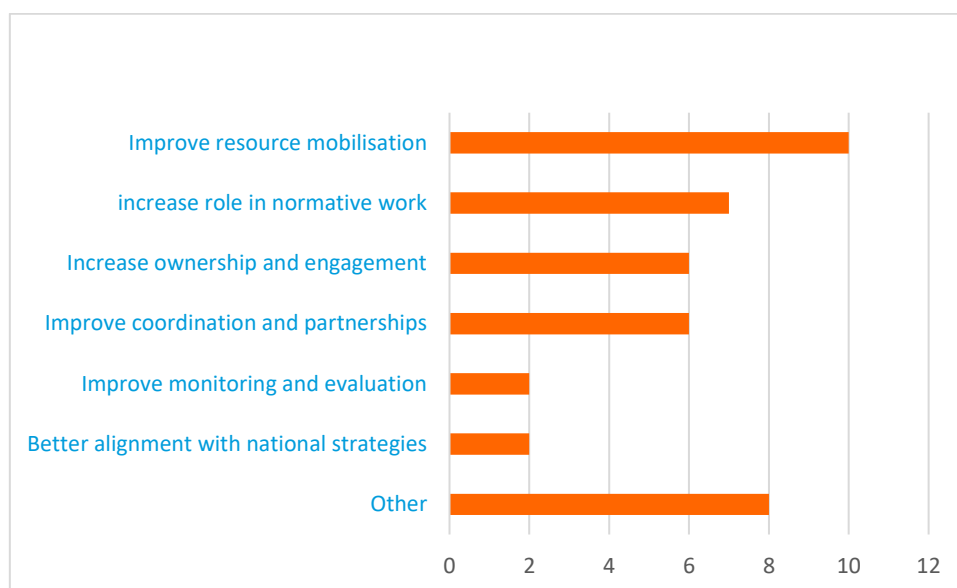 Improve resource mobilisation
increase role in normative work
Increase ownership and engagement
Improve coordination and partnerships
Improve monitoring and evaluation
Better alignment with national strategies
Other
0 2 4 6 8 10 12